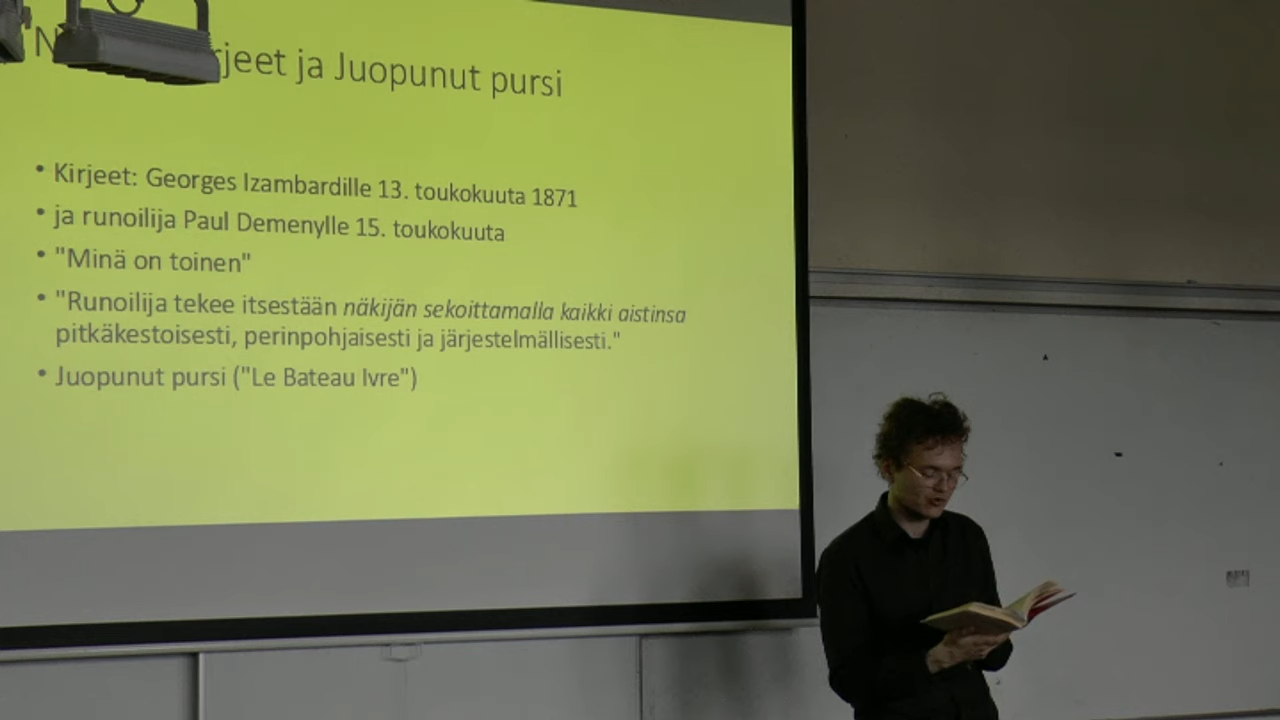 rjeet ja Juopunut pursi
• Kirjeet: Georges Izambardille 13. toukokuuta 1871
• ja runoilija Paul Demenylle 15. toukokuuta
• "Minä on toinen"
• "Runoilija tekee itsestään näkijän sekoittamalla kaikki aistinsa
pitkäkestoisesti, perinpohjaisesti ja järjestelmällisesti."
• Juopunut pursi ("Le Bateau Ivre")